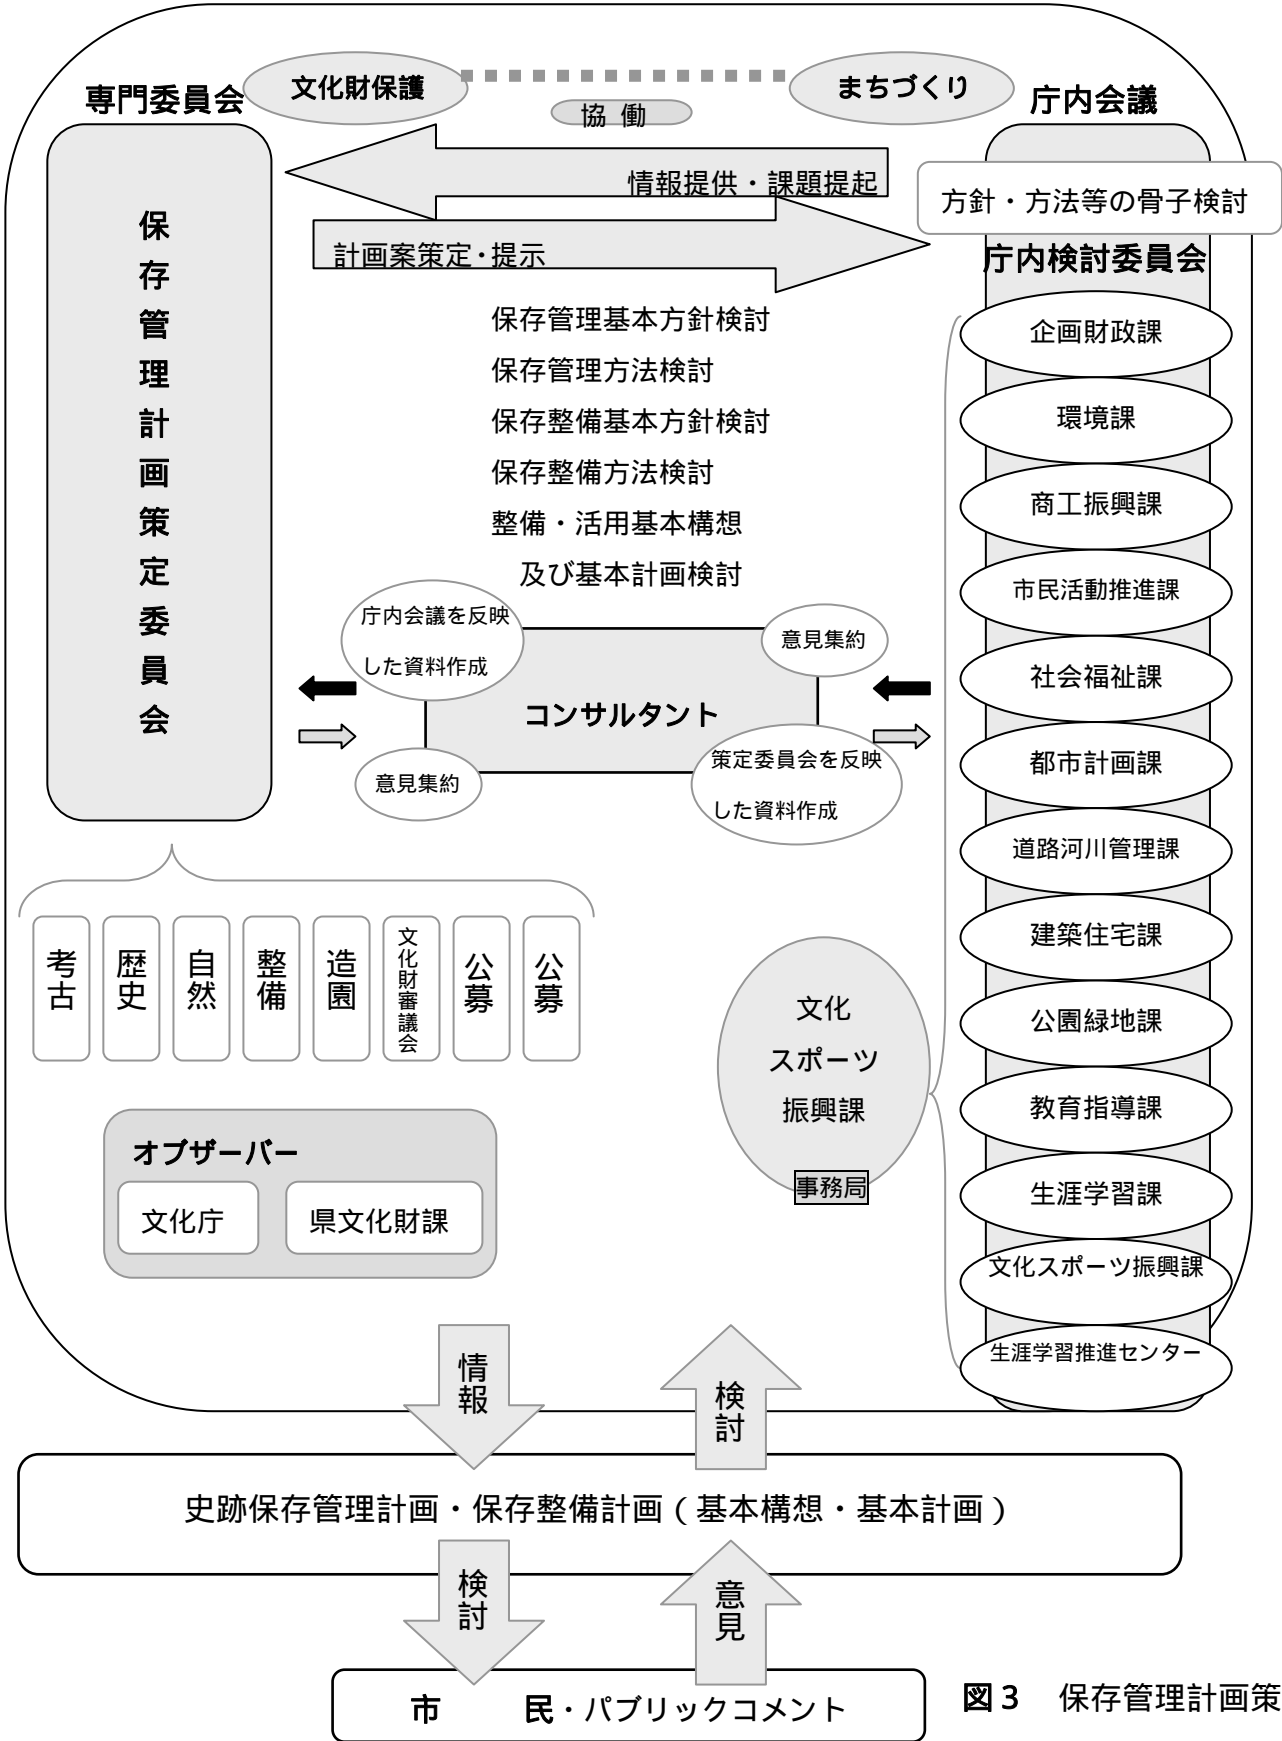 文化財保護
まちづくり
協 働
専門委員会
庁内会議
情報提供・課題提起
計画案策定・提示
方針・方法等の骨子検討
庁内検討委員会
保存管理計画策定委員会
保存管理基本方針検討
保存管理方法検討
保存整備基本方針検討
保存整備方法検討
整備・活用基本構想
及び基本計画検討
庁内会議を反映
した資料作成
意見集約
コンサルタント
意見集約
策定委員会を反映
した資料作成
企画財政課
環境課
商工振興課
市民活動推進課
社会福祉課
都市計画課
道路河川管理課
建築住宅課
公園緑地課
教育指導課
生涯学習課
文化スポーツ振興課
生涯学習推進センター
考古
歴史
自然
整備
造園
文化財審議会
公募
公募
文化
スポーツ
振興課
事務局
オブザーバー
文化庁
県文化財課
情報
検討
史跡保存管理計画・保存整備計画（基本構想・基本計画）
検討
意見
市　　民・パブリックコメント
図３　保存管理計画策